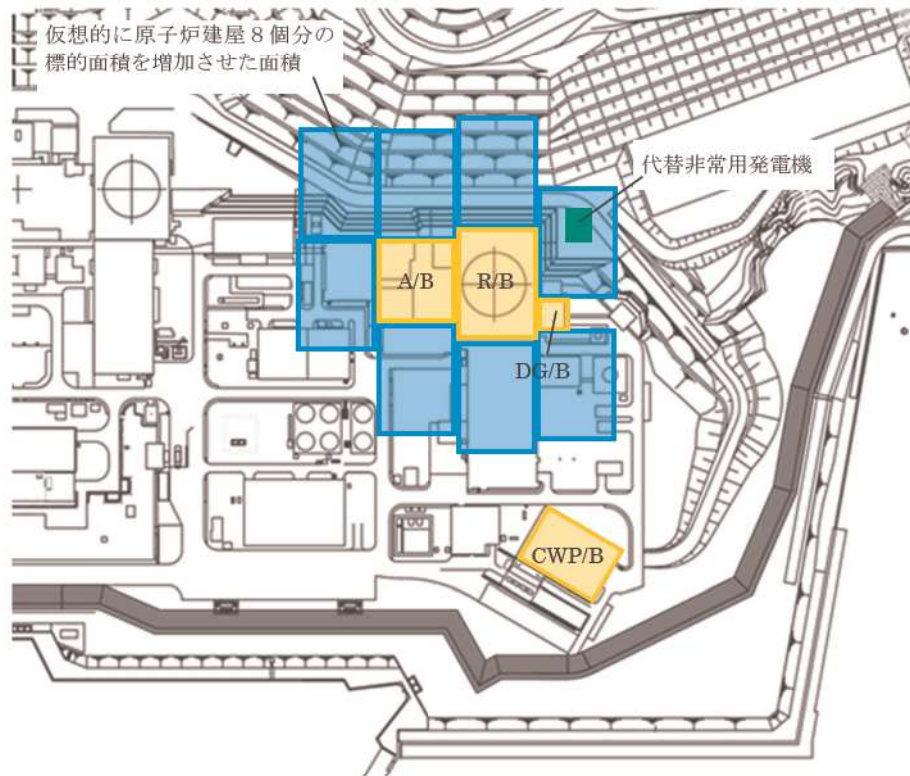 仮想的に原子炉建屋８個分の
標的面積を増加させた面積
代替非常用発電機
A/B
R/B
DG/B
CWP/B